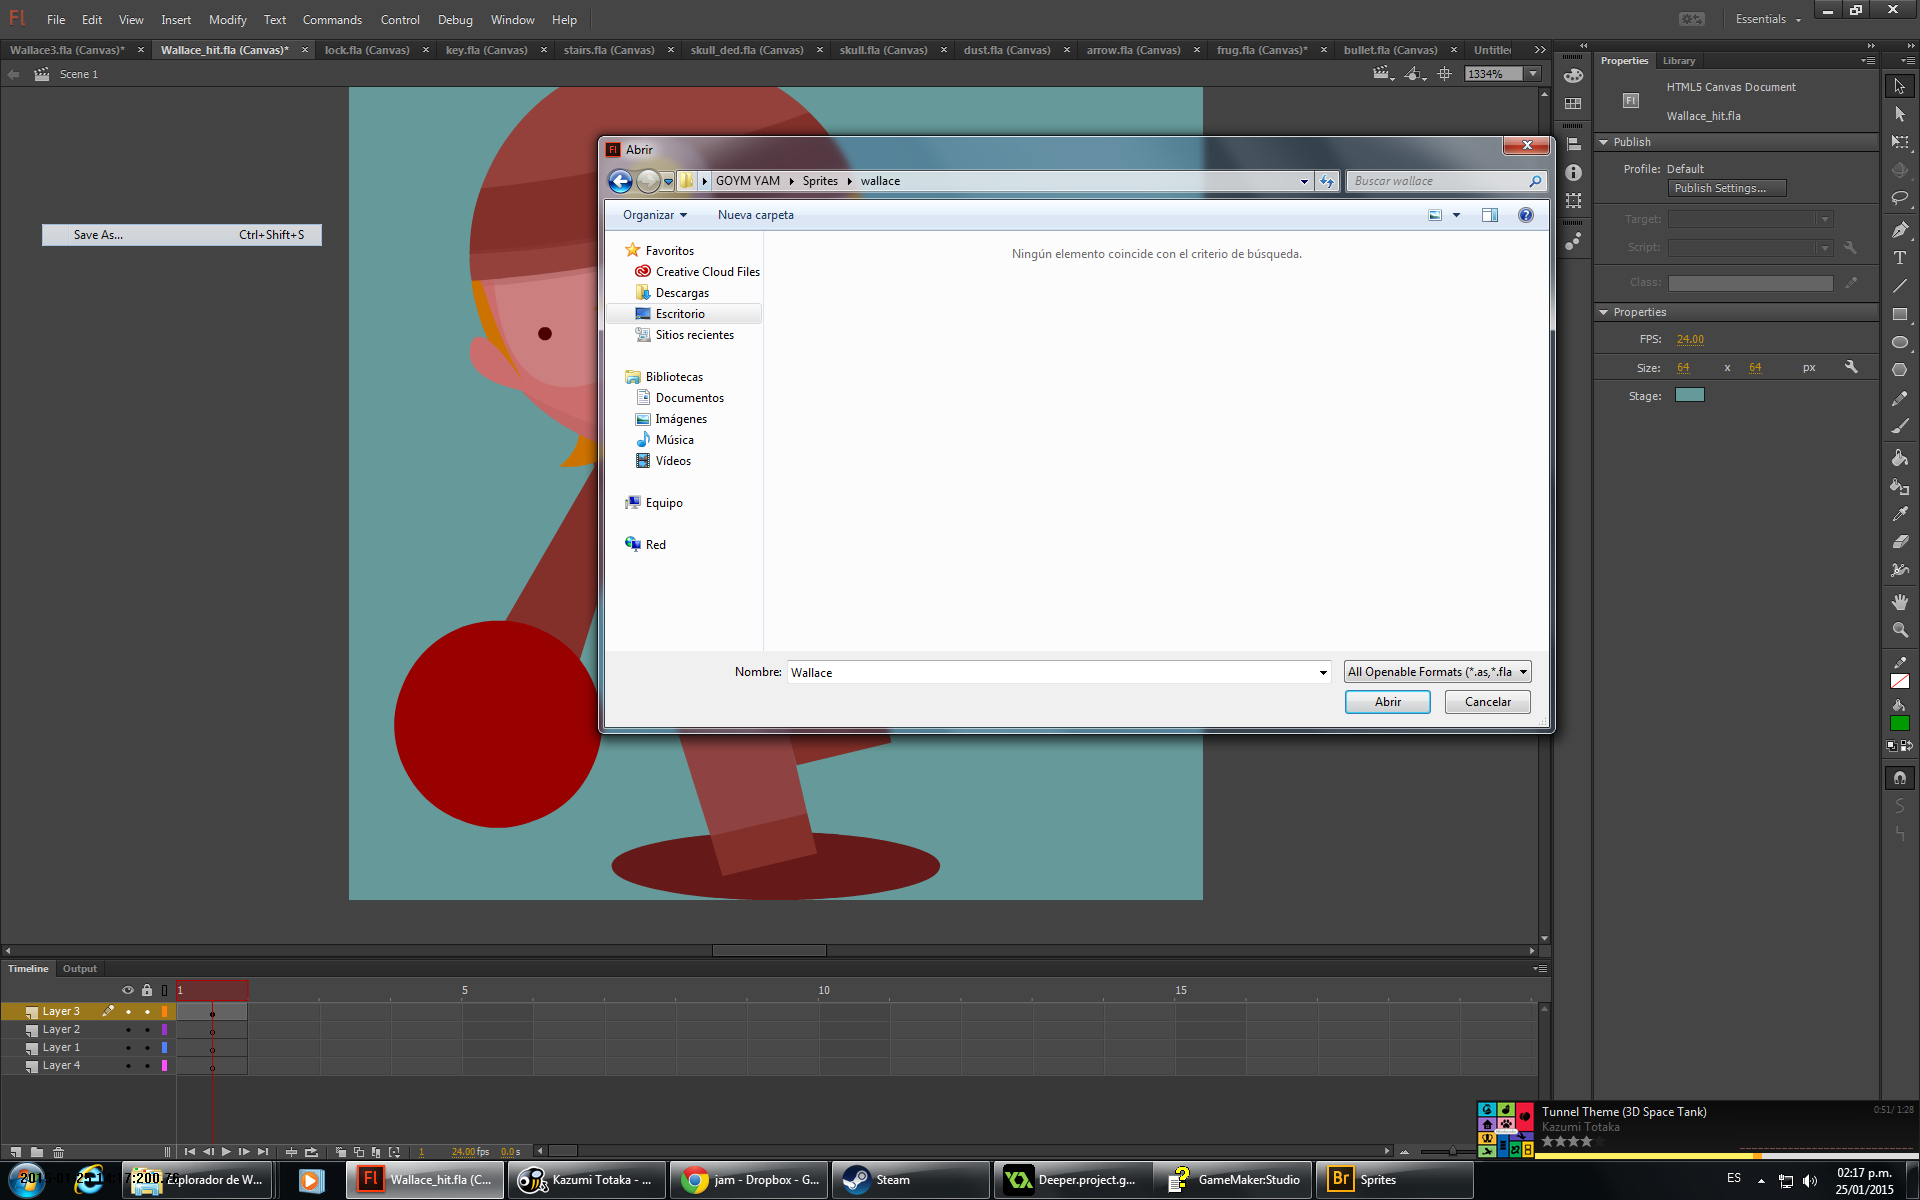 Fl File Edit View Insert Modify Text Commands Control Debug Window Help Essentials
Wallace3.fla (Canvas)* Wallace_hit.fla (Canvas)* lock.fla (Canvas) key.fla (Canvas) stairs.fla (Canvas) skull_ded.fla (Canvas) skull.fla (Canvas) dust.fla (Canvas) arrow.fla (Canvas) frug.fla (Canvas)* bullet.fla (Canvas)
Scene 1 1334%
Properties Library
HTML5 Canvas Document
Fl
Wallace_hit.fla
Publish
Profile: Default
Publish Settings...
Target:
Script:
Class:
Properties
FPS: 24.00
Size: 64 x 64 px
Stage:
Save As... Ctrl+Shift+S
Fl Abrir
GOYM YAM Sprites wallace Buscar wallace
Organizar Nueva carpeta
Favoritos
Creative Cloud Files
Descargas
Escritorio
Sitios recientes
Bibliotecas
Documentos
Imágenes
Música
Vídeos
Equipo
Red
Ningún elemento coincide con el criterio de búsqueda.
Nombre: Wallace All Openable Formats (*.as,*.fla
Abrir Cancelar
Timeline Output
1 5 10 15
Layer 3
Layer 2
Layer 1
Layer 4
1 24.00 fps 0.0 s
Tunnel Theme (3D Space Tank) 0:51/ 1:28
Kazumi Totaka
Explorador de W... Fl Wallace_hit.fla (C... Kazumi Totaka - ... jam - Dropbox - G... Steam Deeper.project.g... GameMaker:Studio Br Sprites ES
02:17 p.m.
25/01/2015